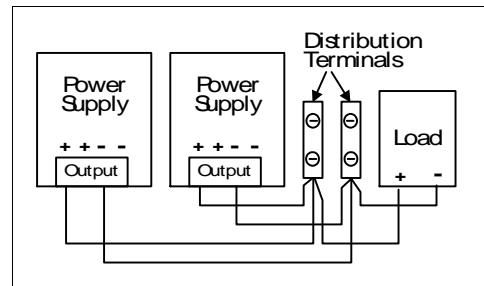 Distribution
Terminals
Power
Supply
+ + - -
Output
Power
Supply
+ + - -
Output
Load
+ -